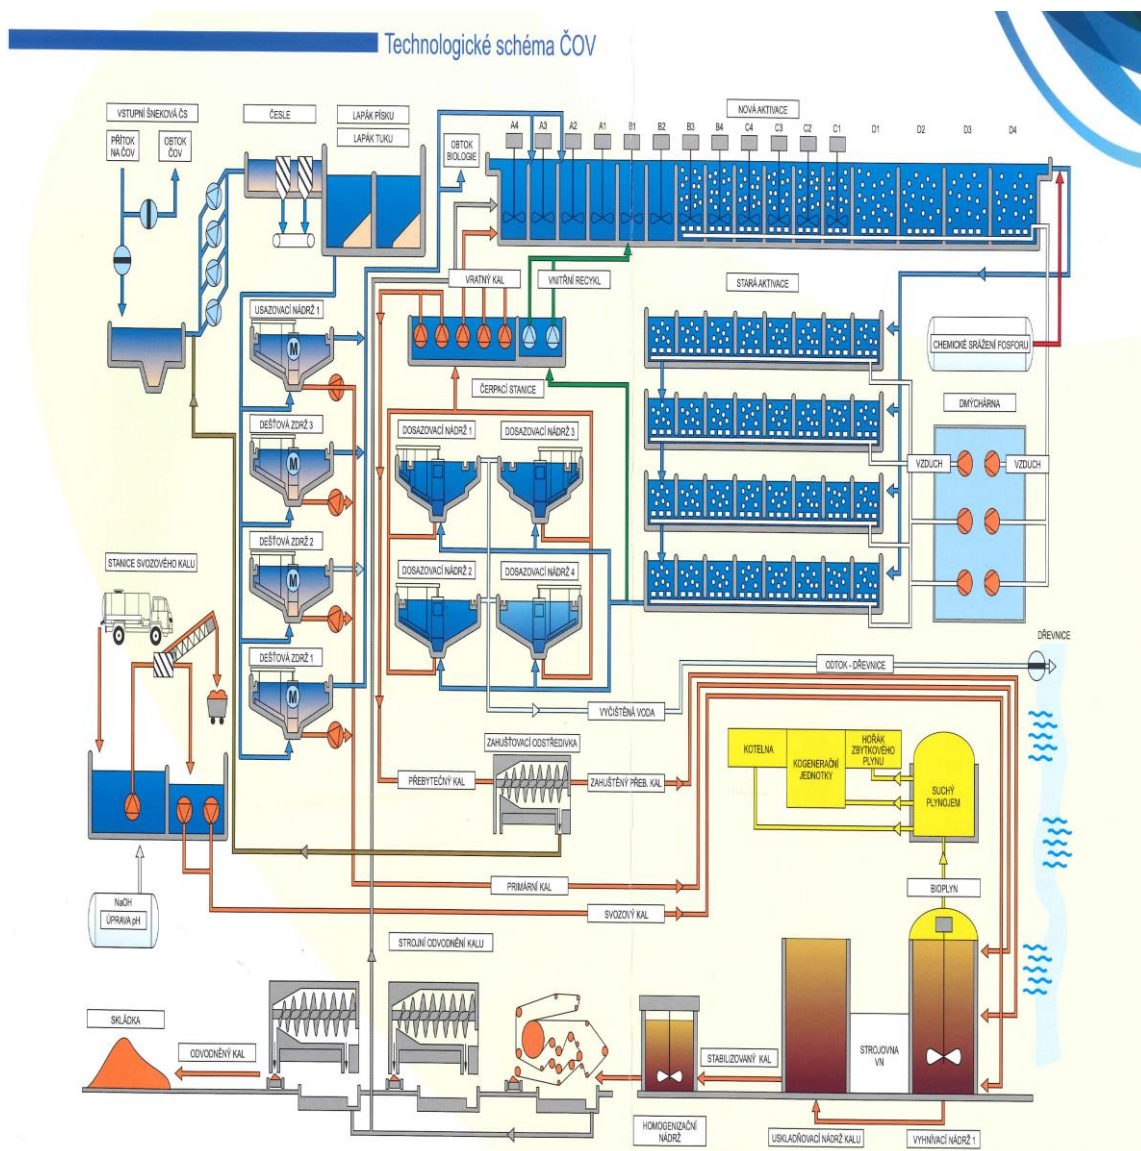 Technologické schéma ČOV
VSTUPNÍ ŠNEKOVÁ ČS
ČESLE
LAPÁK PÍSKU
LAPÁK TUKU
PŘÍTOK
NA ČOV
OBTOK
ČOV
OBTOK
BIOLOGIE
NOVÁ AKTIVACE
A4 A3 A2 A1 B1 B2 B3 B4 C4 C3 C2 C1 D1 D2 D3 D4
VRATNÝ KAL
VNITŘNÍ RECYKL
STARÁ AKTIVACE
USAZOVACÍ NÁDRŽ 1
M
CHEMICKÉ SRÁŽENÍ FOSFORU
ČERPACÍ STANICE
DMÝCHÁRNA
DEŠŤOVÁ ZDRŽ 3
M
DOSAZOVACÍ NÁDRŽ 1
DOSAZOVACÍ NÁDRŽ 3
VZDUCH
VZDUCH
DEŠŤOVÁ ZDRŽ 2
M
STANICE SVOZOVÉHO KALU
DOSAZOVACÍ NÁDRŽ 2
DOSAZOVACÍ NÁDRŽ 4
DEŠŤOVÁ ZDRŽ 1
M
DŘEVNICE
ODTOK - DŘEVNICE
VYČIŠTĚNÁ VODA
ZAHUŠŤOVACÍ ODSTŘEDIVKA
PŘEBYTEČNÝ KAL
ZAHUŠTĚNÝ PŘEB. KAL
KOTELNA
KOGENERAČNÍ
JEDNOTKY
HOŘÁK
ZBYTKOVÉHO
PLYNU
SUCHÝ
PLYNOJEM
PRIMÁRNÍ KAL
BIOPLYN
NaOH
ÚPRAVA pH
SVOZOVÝ KAL
STROJNÍ ODVODNĚNÍ KALU
SKLÁDKA
ODVODNĚNÝ KAL
STABILIZOVANÝ KAL
STROJOVNA
VN
HOMOGENIZAČNÍ
NÁDRŽ
USKLADŇOVACÍ NÁDRŽ KALU
VYHNÍVACÍ NÁDRŽ 1